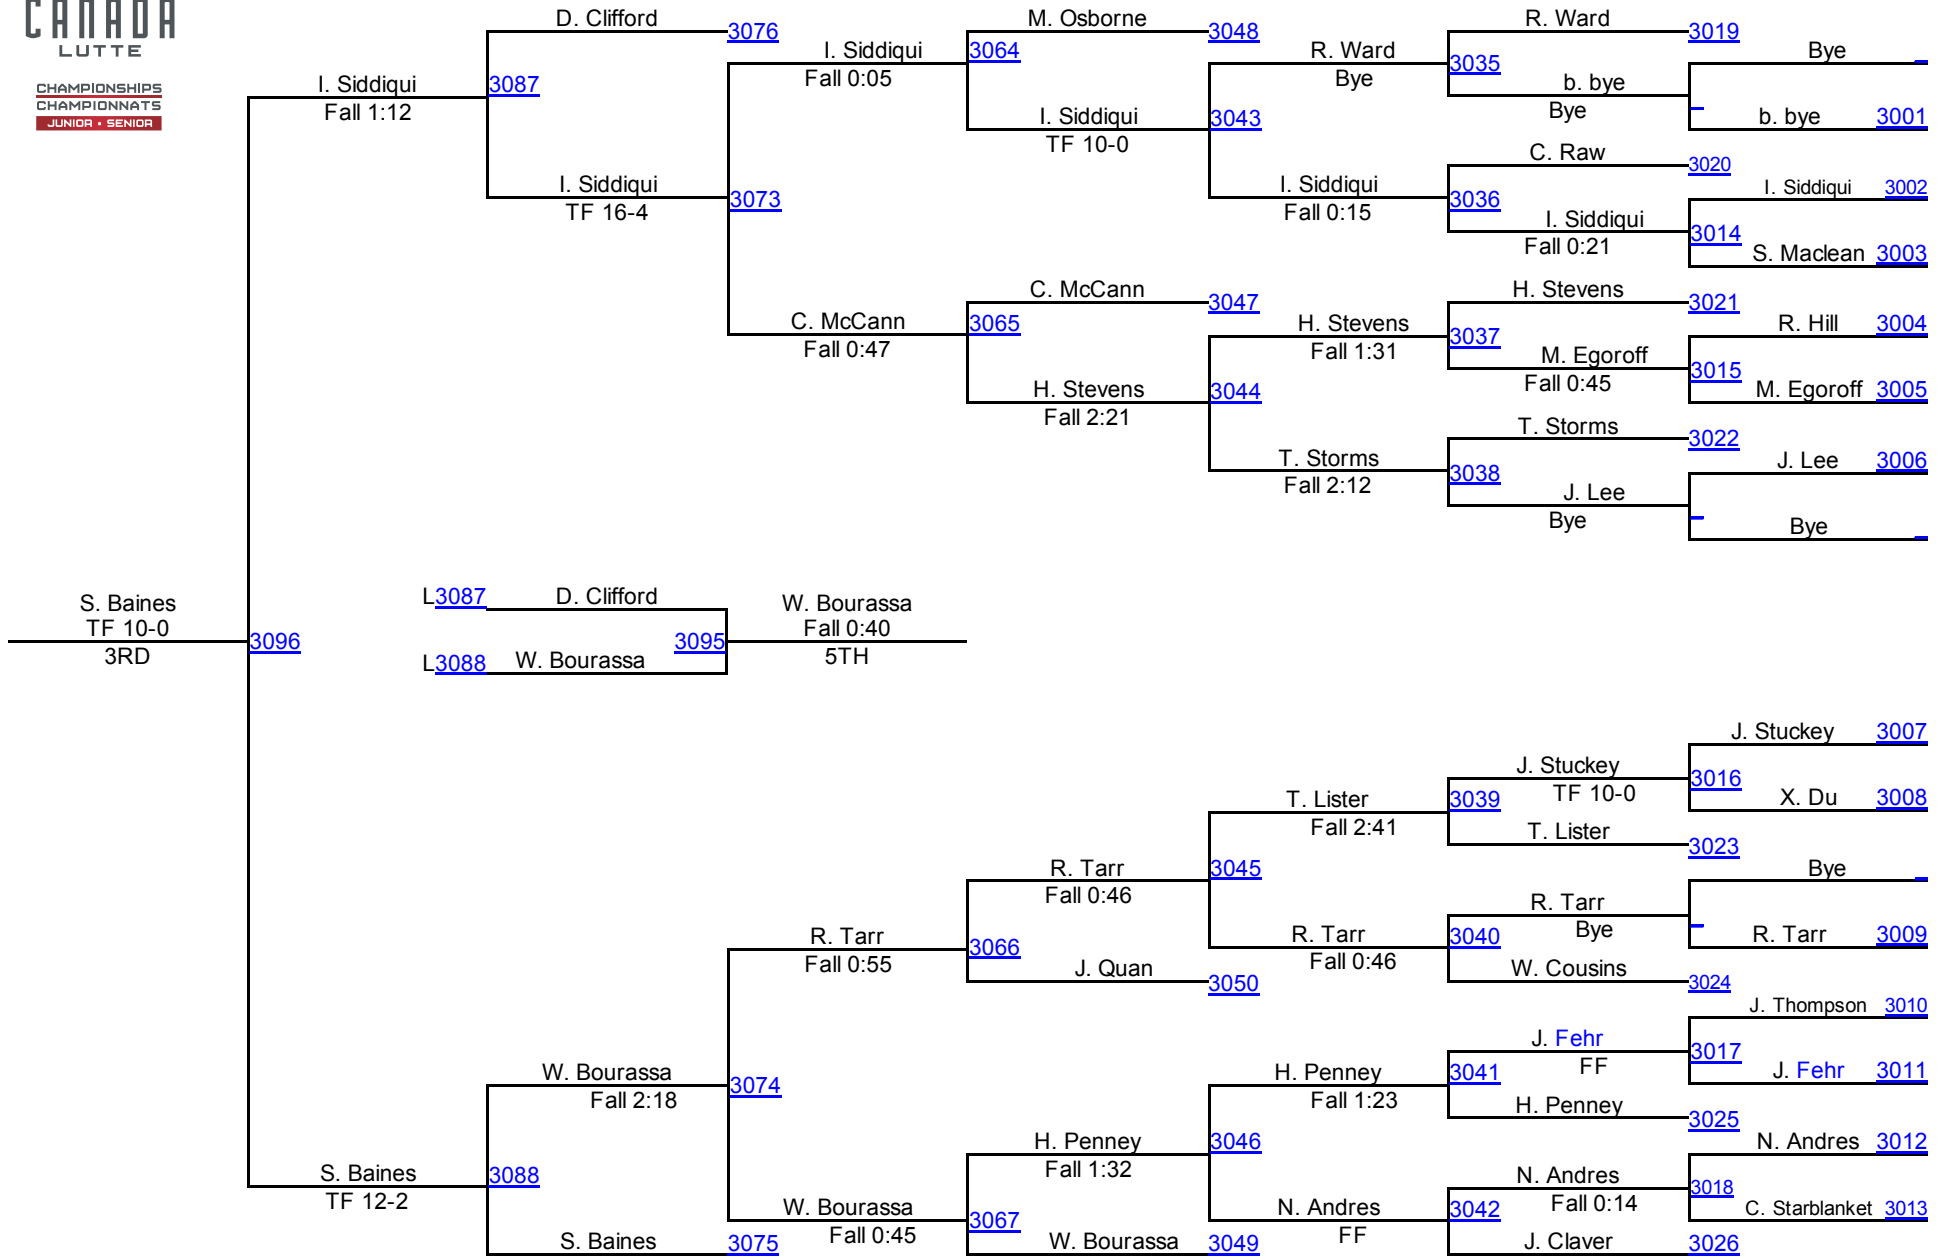 CANADA
LUTTE
CHAMPIONSHIPS
CHAMPIONNATS
JUNIOR • SENIOR
D. Clifford
3076
M. Osborne
3048
R. Ward
3019
I. Siddiqui
3064
Fall 0:05
R. Ward
Bye
3035
Bye
I. Siddiqui
Fall 1:12
3087
b. bye
Bye
I. Siddiqui
TF 10-0
3043
b. bye 3001
C. Raw
3020
I. Siddiqui
TF 16-4
3073
I. Siddiqui
Fall 0:15
3036
I. Siddiqui 3002
I. Siddiqui
Fall 0:21
3014
S. Maclean 3003
C. McCann
3047
H. Stevens
3021
C. McCann
Fall 0:47
3065
H. Stevens
Fall 1:31
3037
R. Hill 3004
M. Egoroff
Fall 0:45
3015
M. Egoroff 3005
H. Stevens
Fall 2:21
3044
T. Storms
3022
T. Storms
Fall 2:12
3038
J. Lee 3006
J. Lee
Bye
Bye
S. Baines
TF 10-0
3RD
3096
L3087 D. Clifford
L3088 W. Bourassa
3095
W. Bourassa
Fall 0:40
5TH
J. Stuckey 3007
J. Stuckey
TF 10-0
3016
X. Du 3008
T. Lister
Fall 2:41
3039
T. Lister
3023
R. Tarr
Fall 0:46
3045
Bye
R. Tarr
Bye
R. Tarr 3009
R. Tarr
Fall 0:55
3066
R. Tarr
Fall 0:46
3040
J. Quan
3050
W. Cousins
3024
J. Thompson 3010
J. Fehr
FF
3017
J. Fehr 3011
W. Bourassa
Fall 2:18
3074
H. Penney
Fall 1:23
3041
H. Penney
3025
H. Penney
Fall 1:32
3046
N. Andres 3012
S. Baines
TF 12-2
3088
N. Andres
Fall 0:14
3018
C. Starblanket 3013
W. Bourassa
Fall 0:45
3067
N. Andres
FF
3042
S. Baines
3075
W. Bourassa
3049
J. Claver
3026